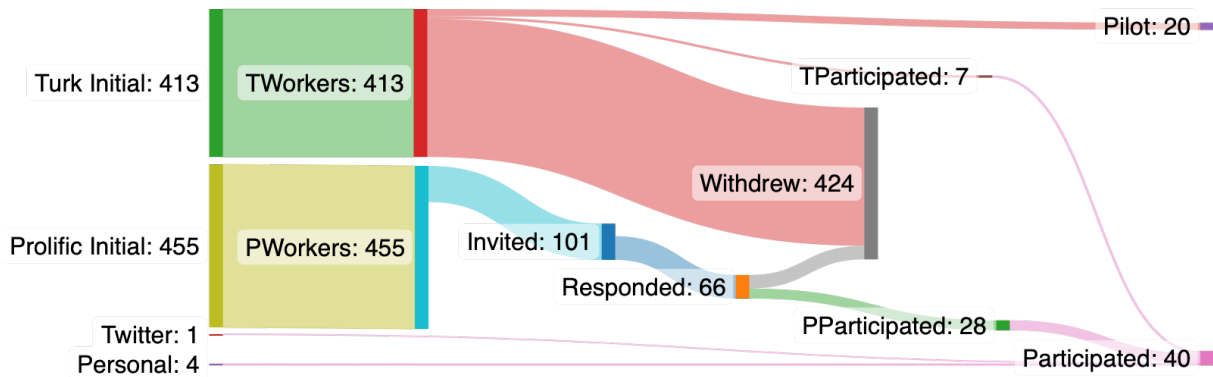 Pilot: 20
Turk Initial: 413
TWorkers: 413
TParticipated: 7
Withdrew: 424
Prolific Initial: 455
PWorkers: 455
Invited: 101
Responded: 66
PParticipated: 28
Twitter: 1
Personal: 4
Participated: 40